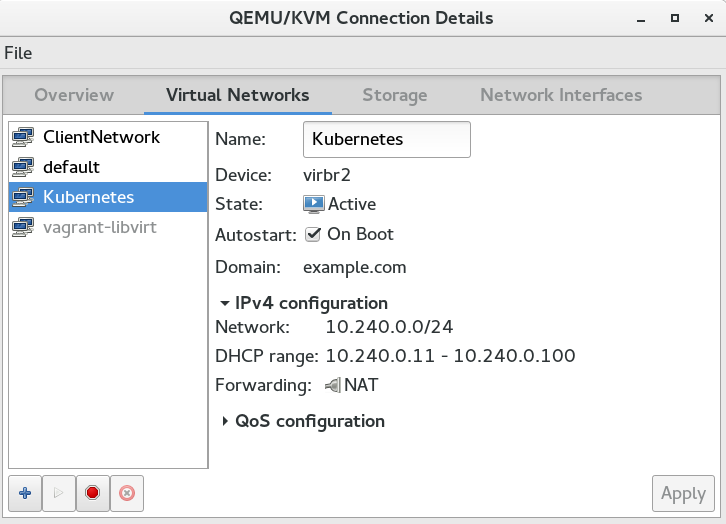 QEMU/KVM Connection Details
File
Overview Virtual Networks Storage Network Interfaces
ClientNetwork
default
Kubernetes
vagrant-libvirt
Name: Kubernetes
Device: virbr2
State: Active
Autostart: On Boot
Domain: example.com
IPv4 configuration
Network: 10.240.0.0/24
DHCP range: 10.240.0.11 - 10.240.0.100
Forwarding: NAT
QoS configuration
Apply